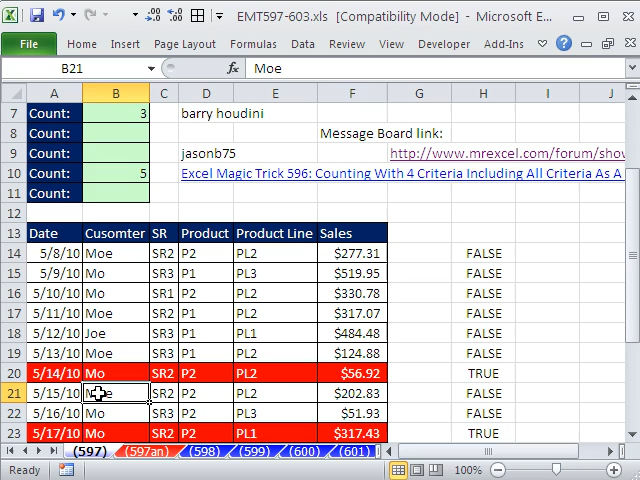 EMT597-603.xls [Compatibility Mode] - Microsoft E...
File Home Insert Page Layout Formulas Data Review View Developer Add-Ins
B21 fx Moe
A B C D E F G H I J
7 Count: 3 barry houdini
8 Count: Message Board link:
9 Count: jasonb75 http://www.mrexcel.com/forum/show
10 Count: 5 Excel Magic Trick 596: Counting With 4 Criteria Including All Criteria As A
11 Count:
12
13 Date Cusomter SR Product Product Line Sales
14 5/8/10 Moe SR2 P2 PL2 $277.31 FALSE
15 5/9/10 Mo SR3 P1 PL3 $519.95 FALSE
16 5/10/10 Mo SR1 P2 PL2 $330.78 FALSE
17 5/11/10 Moe SR2 P2 PL2 $317.07 FALSE
18 5/12/10 Joe SR3 P1 PL1 $484.48 FALSE
19 5/13/10 Moe SR3 P1 PL2 $124.88 FALSE
20 5/14/10 Mo SR2 P2 PL2 $56.92 TRUE
21 5/15/10 Moe SR2 P2 PL2 $202.83 FALSE
22 5/16/10 Mo SR3 P2 PL3 $51.93 FALSE
23 5/17/10 Mo SR2 P2 PL1 $317.43 TRUE
(597) (597an) (598) (599) (600) (601)
Ready 100%